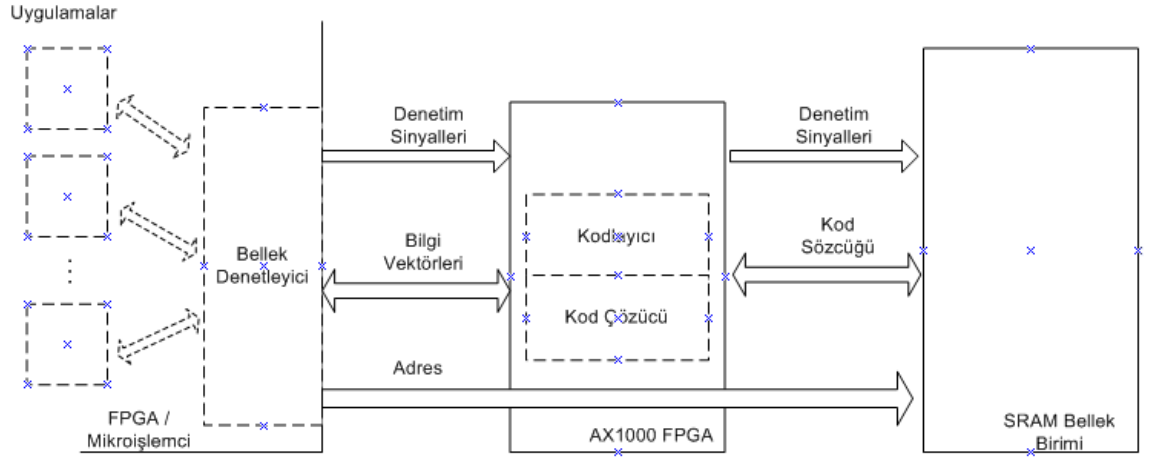 Uygulamalar
Denetim
Sinyalleri
Denetim
Sinyalleri
Kodlayıcı
Kod
Sözcüğü
Bellek
Denetleyici
Bilgi
Vektörleri
Kod Çözücü
Adres
FPGA /
Mikroişlemci
AX1000 FPGA
SRAM Bellek
Birimi